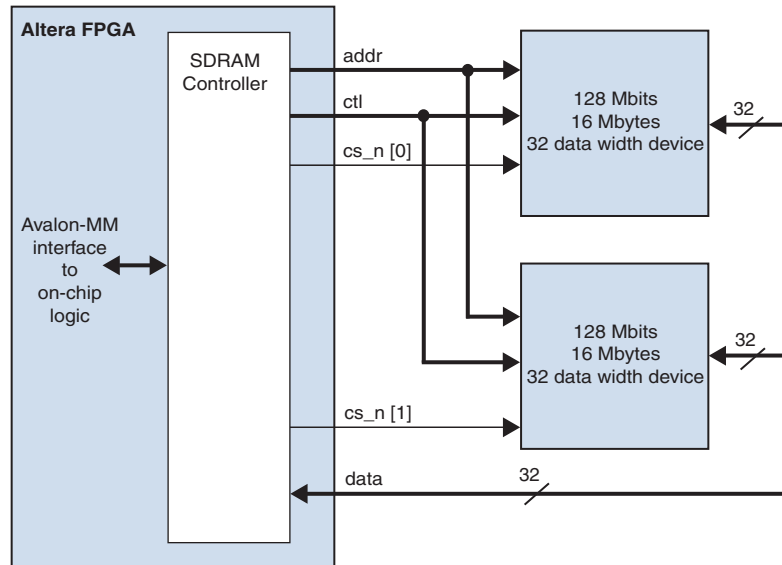 Altera FPGA
SDRAM
Controller
addr
ctl
cs_n [0]
128 Mbits
16 Mbytes
32 data width device
32
Avalon-MM
interface
to
on-chip
logic
128 Mbits
16 Mbytes
32 data width device
32
cs_n [1]
data
32